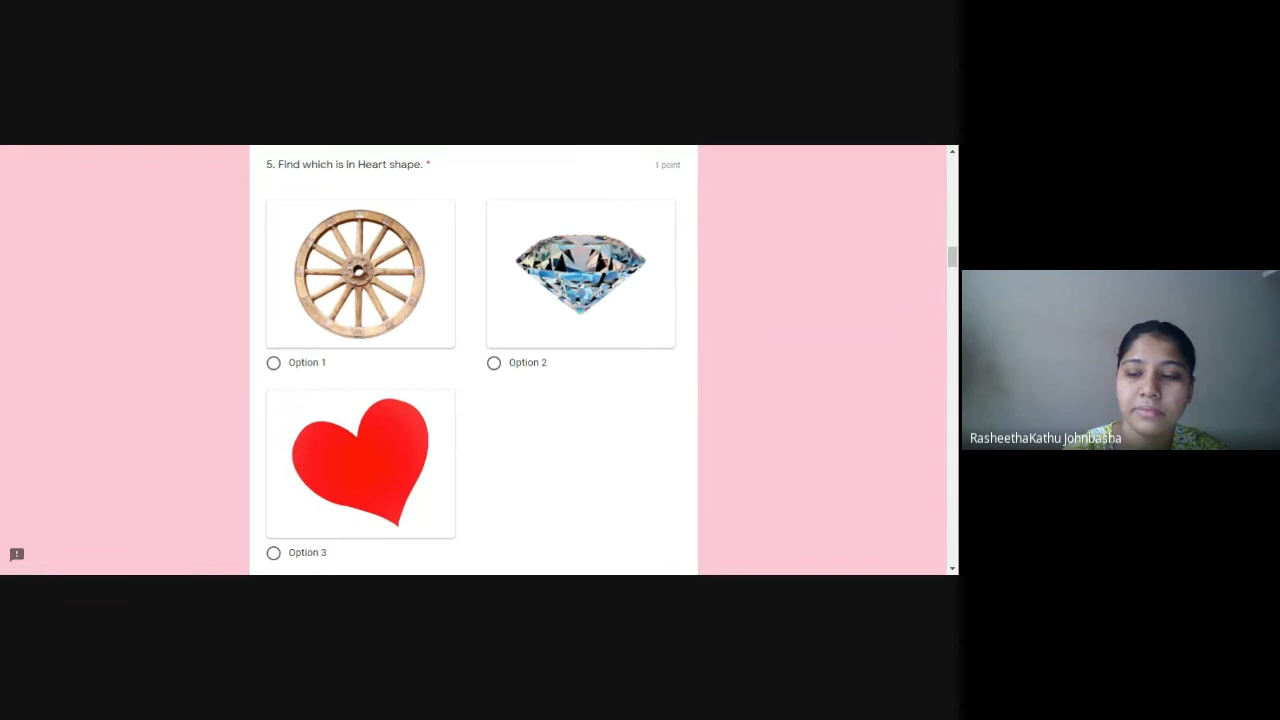 5. Find which is in Heart shape. *
1 point
Option 1
Option 2
Option 3
RasheethaKathu Johnbasha